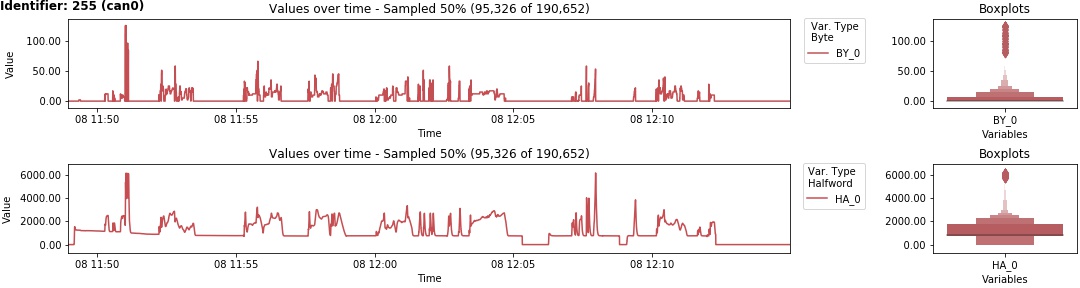 Identifier: 255 (can0)
Values over time - Sampled 50% (95,326 of 190,652)
Value
100.00
50.00
0.00
08 11:50
08 11:55
08 12:00
08 12:05
08 12:10
Time
Var. Type
Byte
BY_0
Boxplots
100.00
50.00
0.00
BY_0
Variables
Values over time - Sampled 50% (95,326 of 190,652)
Value
6000.00
4000.00
2000.00
0.00
08 11:50
08 11:55
08 12:00
08 12:05
08 12:10
Time
Var. Type
Halfword
HA_0
Boxplots
6000.00
4000.00
2000.00
0.00
HA_0
Variables